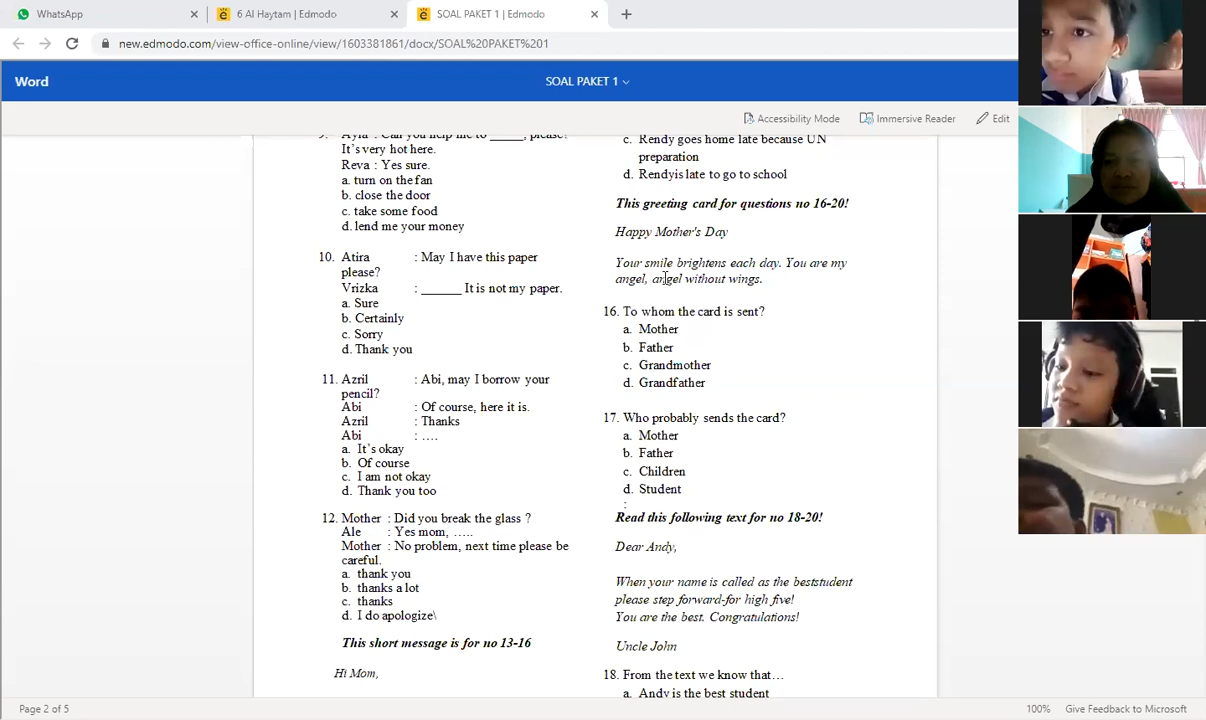 WhatsApp
6 Al Haytam | Edmodo
SOAL PAKET 1 | Edmodo
new.edmodo.com/view-office-online/view/1603381861/docx/SOAL%20PAKET%201
Word
SOAL PAKET 1
Accessibility Mode
Immersive Reader
Edit
9. Ayra : Can you help me to _____, please?
It's very hot here.
Reva : Yes sure.
a. turn on the fan
b. close the door
c. take some food
d. lend me your money
10. Atira : May I have this paper
please?
Vrizka : ______ It is not my paper.
a. Sure
b. Certainly
c. Sorry
d. Thank you
11. Azril : Abi, may I borrow your
pencil?
Abi : Of course, here it is.
Azril : Thanks
Abi : ….
a. It's okay
b. Of course
c. I am not okay
d. Thank you too
12. Mother : Did you break the glass ?
Ale : Yes mom, …..
Mother : No problem, next time please be
careful.
a. thank you
b. thanks a lot
c. thanks
d. I do apologize\
This short message is for no 13-16
Hi Mom,
c. Rendy goes home late because UN
preparation
d. Rendyis late to go to school
This greeting card for questions no 16-20!
Happy Mother's Day
Your smile brightens each day. You are my
angel, angel without wings.
16. To whom the card is sent?
a. Mother
b. Father
c. Grandmother
d. Grandfather
17. Who probably sends the card?
a. Mother
b. Father
c. Children
d. Student
:
Read this following text for no 18-20!
Dear Andy,
When your name is called as the beststudent
please step forward-for high five!
You are the best. Congratulations!
Uncle John
18. From the text we know that…
a. Andy is the best student
Page 2 of 5
100%
Give Feedback to Microsoft